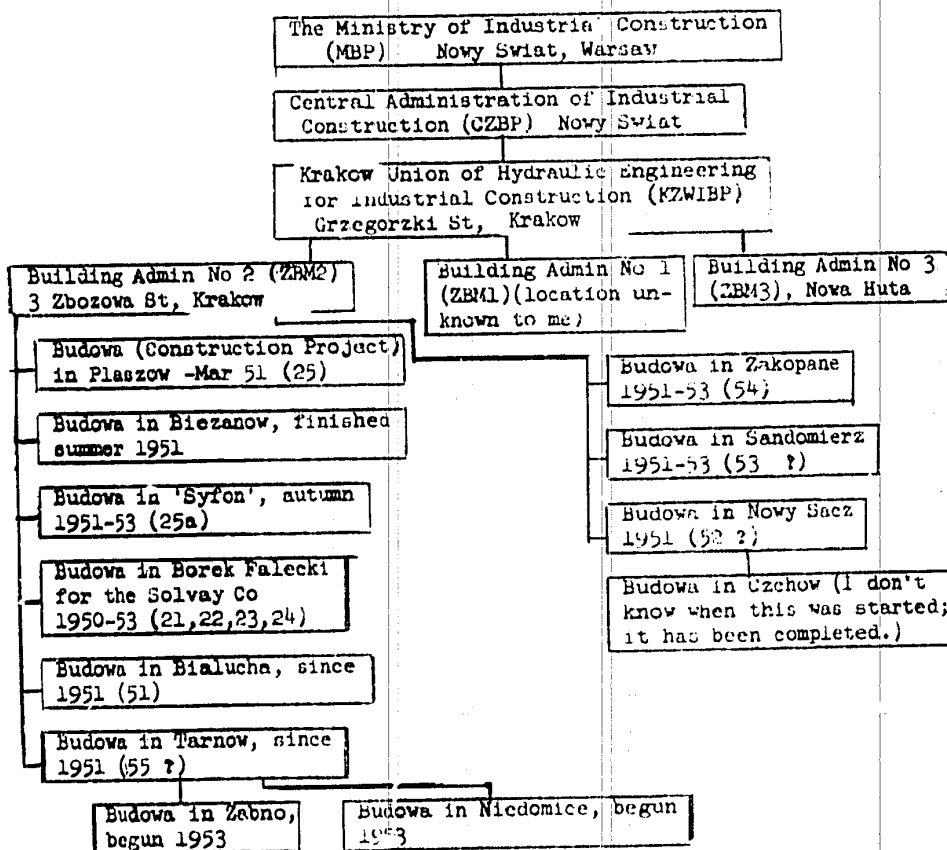 The Ministry of Industrial Construction
(MBP) Nowy Swiat, Warsaw
Central Administration of Industrial
Construction (CZBP) Nowy Swiat
Krakow Union of Hydraulic Engineering
for Industrial Construction (KZWIBP)
Grzegorzki St, Krakow
Building Admin No 2 (ZBM2)
3 Zbozowa St, Krakow
Building Admin No 1
(ZBM1)(location un-
known to me)
Building Admin No 3
(ZBM3), Nowa Huta
Budowa (Construction Project)
in Plaszow -Mar 51 (25)
Budowa in Biezanow, finished
summer 1951
Budowa in 'Syfon', autumn
1951-53 (25a)
Budowa in Borek Falecki
for the Solvay Co
1950-53 (21,22,23,24)
Budowa in Bialucha, since
1951 (51)
Budowa in Tarnow, since
1951 (55 ?)
Budowa in Zabno,
begun 1953
Budowa in Niedomice, begun
1953
Budowa in Zakopane
1951-53 (54)
Budowa in Sandomierz
1951-53 (53 ?)
Budowa in Nowy Sacz
1951 (52 ?)
Budowa in Czchow (I don't
know when this was started;
it has been completed.)